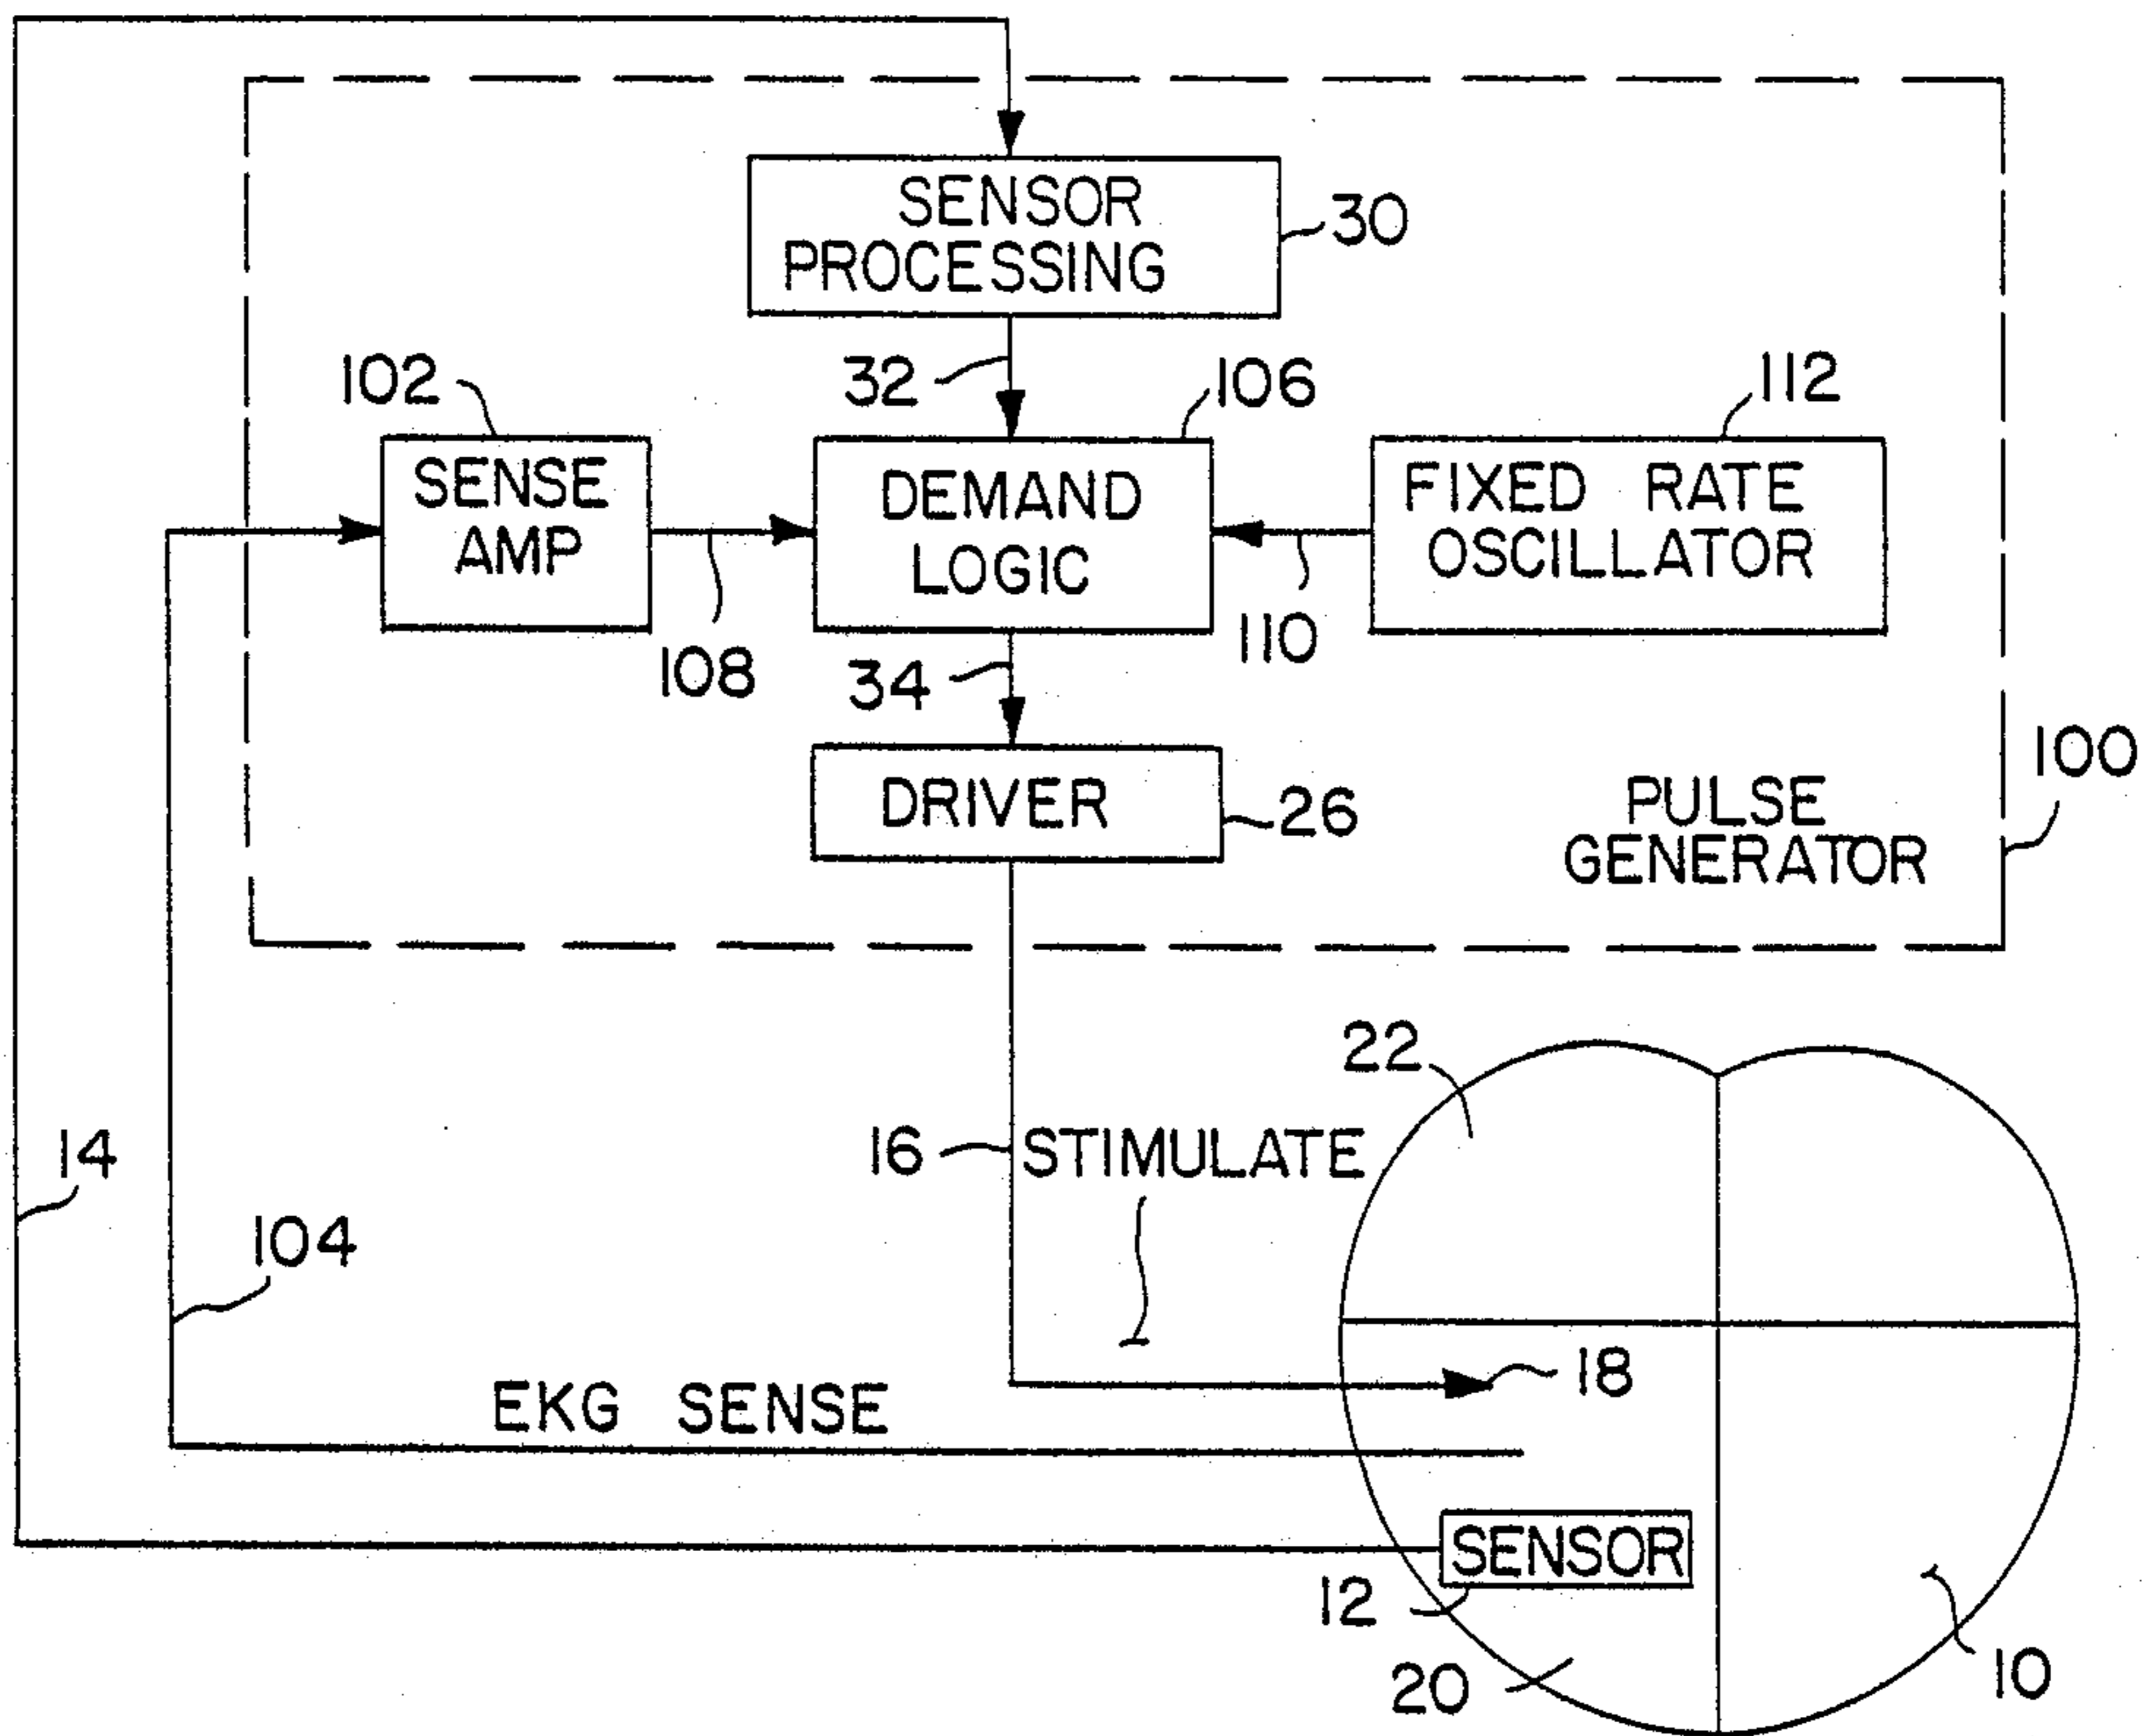 SENSOR
PROCESSING
30
32
102
106
112
SENSE
AMP
DEMAND
LOGIC
FIXED RATE
OSCILLATOR
108
110
34
DRIVER
26
100
PULSE
GENERATOR
22
14
16
STIMULATE
104
18
EKG SENSE
SENSOR
12
20
10